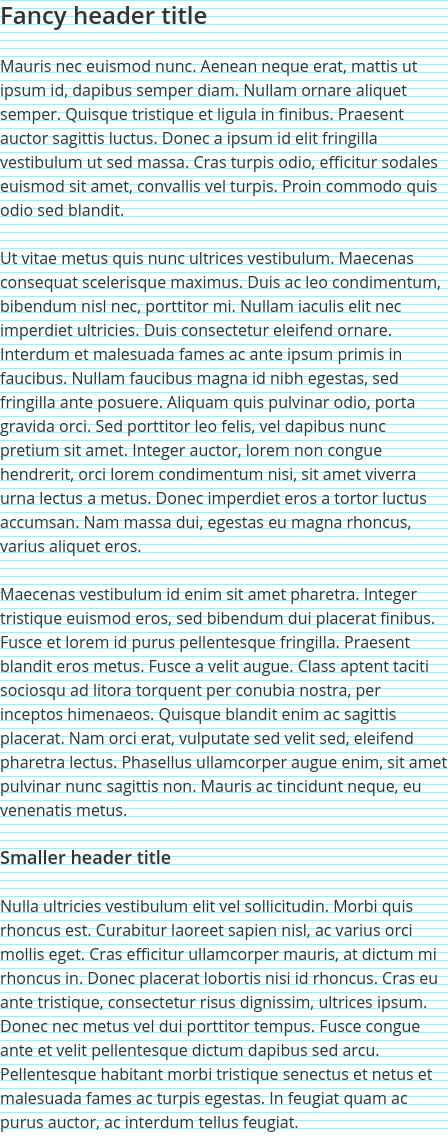 Fancy header title
Mauris nec euismod nunc. Aenean neque erat, mattis ut
ipsum id, dapibus semper diam. Nullam ornare aliquet
semper. Quisque tristique et ligula in finibus. Praesent
auctor sagittis luctus. Donec a ipsum id elit fringilla
vestibulum ut sed massa. Cras turpis odio, efficitur sodales
euismod sit amet, convallis vel turpis. Proin commodo quis
odio sed blandit.
Ut vitae metus quis nunc ultrices vestibulum. Maecenas
consequat scelerisque maximus. Duis ac leo condimentum,
bibendum nisl nec, porttitor mi. Nullam iaculis elit nec
imperdiet ultricies. Duis consectetur eleifend ornare.
Interdum et malesuada fames ac ante ipsum primis in
faucibus. Nullam faucibus magna id nibh egestas, sed
fringilla ante posuere. Aliquam quis pulvinar odio, porta
gravida orci. Sed porttitor leo felis, vel dapibus nunc
pretium sit amet. Integer auctor, lorem non congue
hendrerit, orci lorem condimentum nisi, sit amet viverra
urna lectus a metus. Donec imperdiet eros a tortor luctus
accumsan. Nam massa dui, egestas eu magna rhoncus,
varius aliquet eros.
Maecenas vestibulum id enim sit amet pharetra. Integer
tristique euismod eros, sed bibendum dui placerat finibus.
Fusce et lorem id purus pellentesque fringilla. Praesent
blandit eros metus. Fusce a velit augue. Class aptent taciti
sociosqu ad litora torquent per conubia nostra, per
inceptos himenaeos. Quisque blandit enim ac sagittis
placerat. Nam orci erat, vulputate sed velit sed, eleifend
pharetra lectus. Phasellus ullamcorper augue enim, sit amet
pulvinar nunc sagittis non. Mauris ac tincidunt neque, eu
venenatis metus.
Smaller header title
Nulla ultricies vestibulum elit vel sollicitudin. Morbi quis
rhoncus est. Curabitur laoreet sapien nisl, ac varius orci
mollis eget. Cras efficitur ullamcorper mauris, at dictum mi
rhoncus in. Donec placerat lobortis nisi id rhoncus. Cras eu
ante tristique, consectetur risus dignissim, ultrices ipsum.
Donec nec metus vel dui porttitor tempus. Fusce congue
ante et velit pellentesque dictum dapibus sed arcu.
Pellentesque habitant morbi tristique senectus et netus et
malesuada fames ac turpis egestas. In feugiat quam ac
purus auctor, ac interdum tellus feugiat.